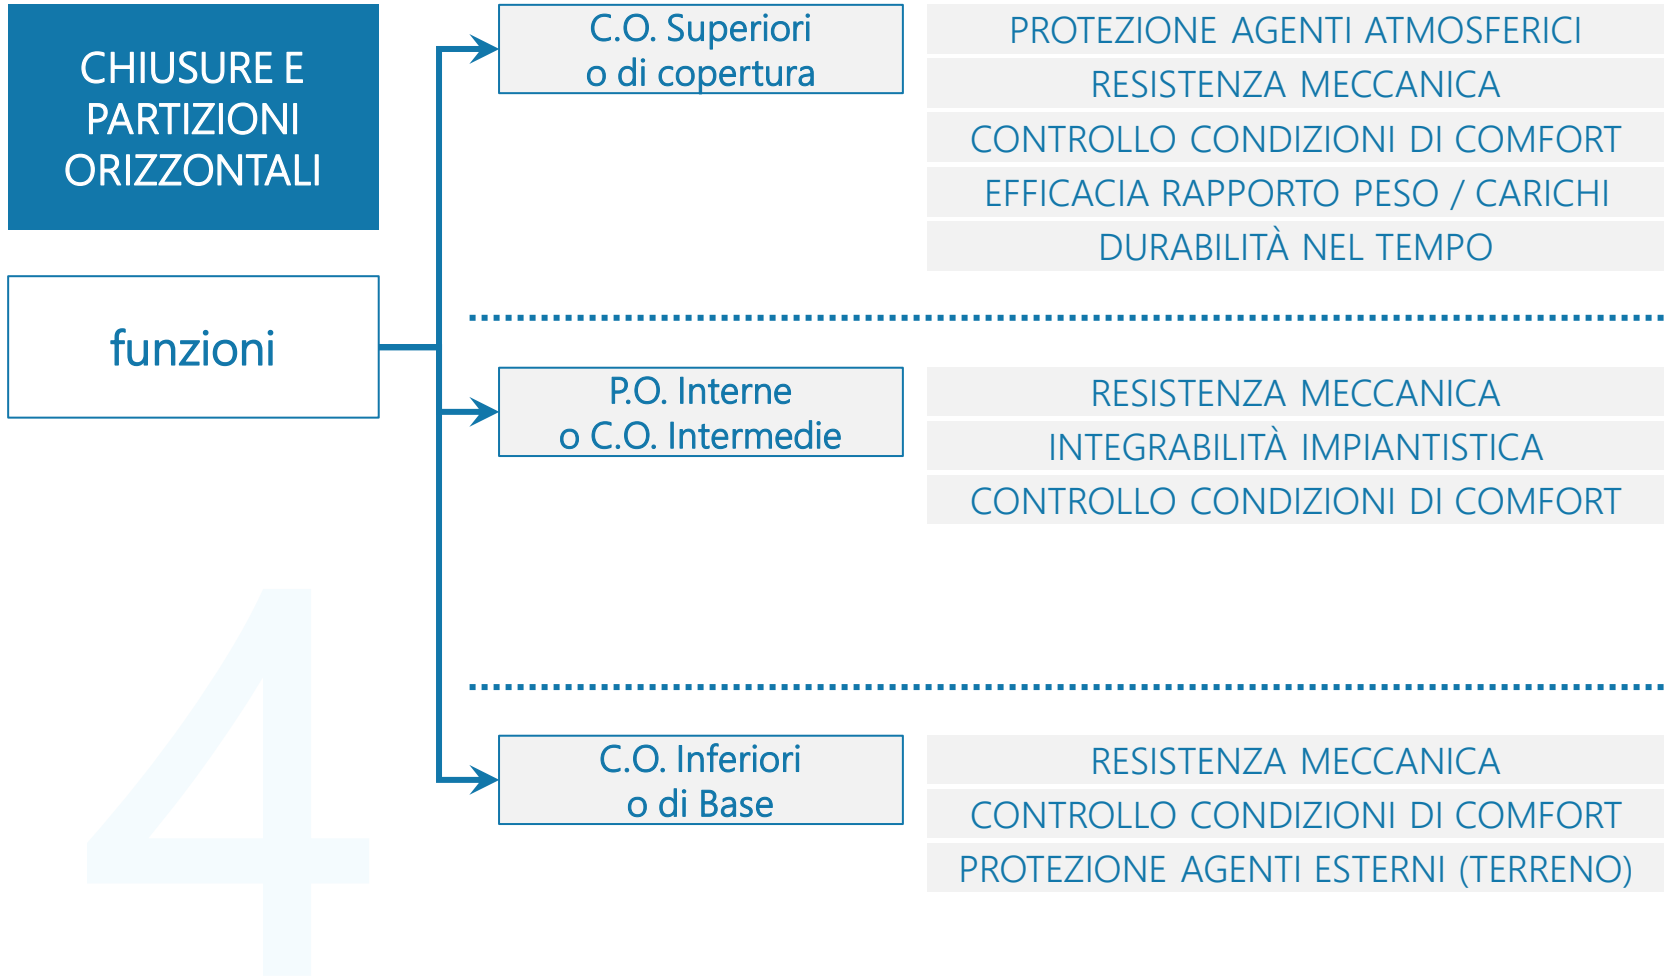 CHIUSURE E
PARTIZIONI
ORIZZONTALI
funzioni
C.O. Superiori
o di copertura
PROTEZIONE AGENTI ATMOSFERICI
RESISTENZA MECCANICA
CONTROLLO CONDIZIONI DI COMFORT
EFFICACIA RAPPORTO PESO / CARICHI
DURABILITÀ NEL TEMPO
P.O. Interne
o C.O. Intermedie
RESISTENZA MECCANICA
INTEGRABILITÀ IMPIANTISTICA
CONTROLLO CONDIZIONI DI COMFORT
C.O. Inferiori
o di Base
RESISTENZA MECCANICA
CONTROLLO CONDIZIONI DI COMFORT
PROTEZIONE AGENTI ESTERNI (TERRENO)
4